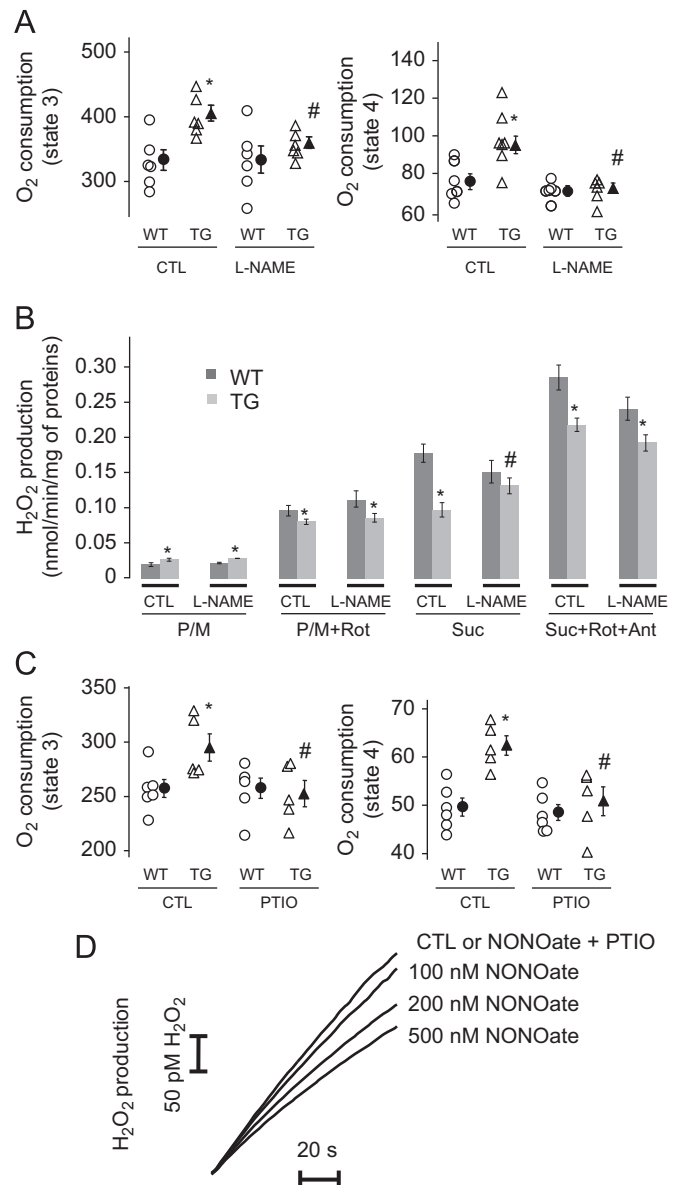 A
O2 consumption
(state 3)
500
400
300
*
#
WT TG WT TG
CTL L-NAME
O2 consumption
(state 4)
140
120
100
80
60
*
#
WT TG WT TG
CTL L-NAME
B
H2O2 production
(nmol/min/mg of proteins)
0.30
0.25
0.20
0.15
0.10
0.05
0
WT
TG
* * * * * # * *
CTL L-NAME CTL L-NAME CTL L-NAME CTL L-NAME
P/M P/M+Rot Suc Suc+Rot+Ant
C
O2 consumption
(state 3)
350
300
250
200
*
#
WT TG WT TG
CTL PTIO
O2 consumption
(state 4)
70
60
50
40
*
#
WT TG WT TG
CTL PTIO
D
H2O2 production
50 pM H2O2
CTL or NONOate + PTIO
100 nM NONOate
200 nM NONOate
500 nM NONOate
20 s